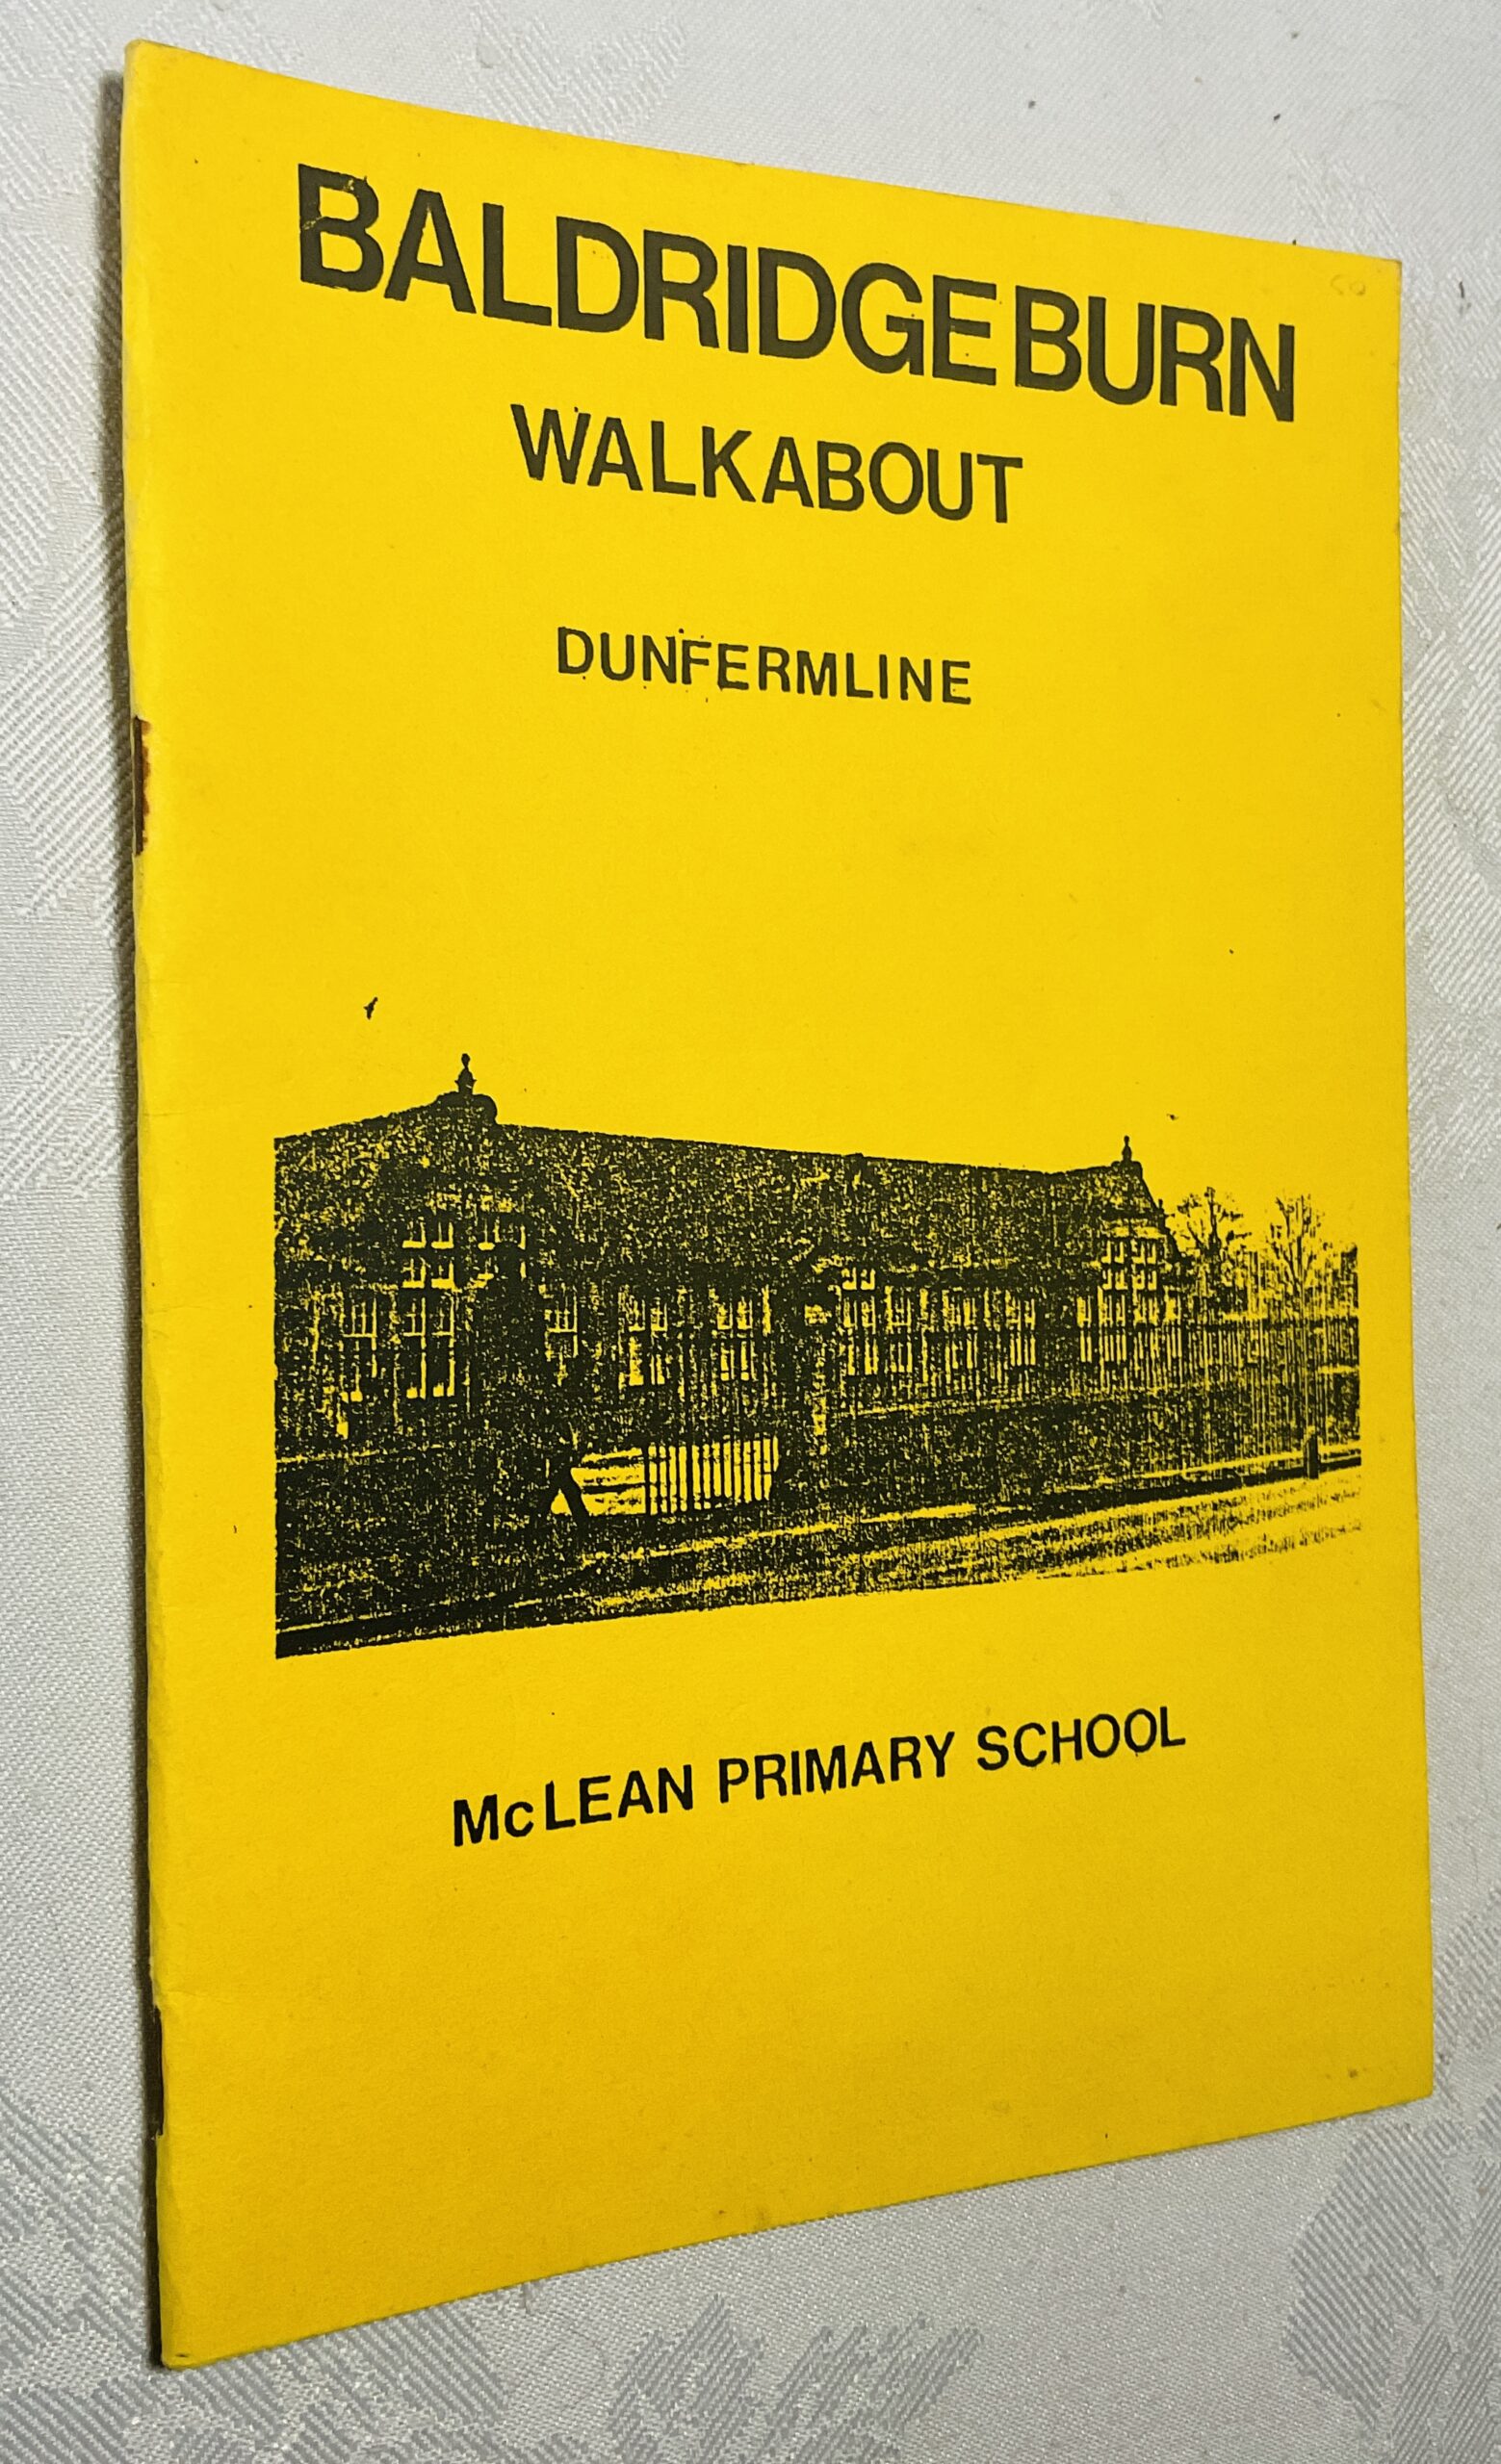 BALDRIDGEBURN
WALKABOUT
DUNFERMLINE
McLEAN PRIMARY SCHOOL